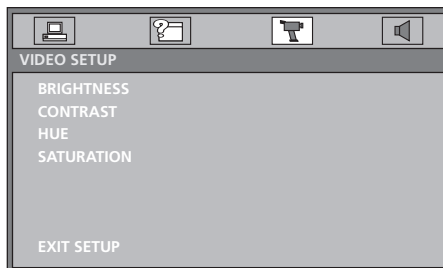 VIDEO SETUP
BRIGHTNESS
CONTRAST
HUE
SATURATION
EXIT SETUP